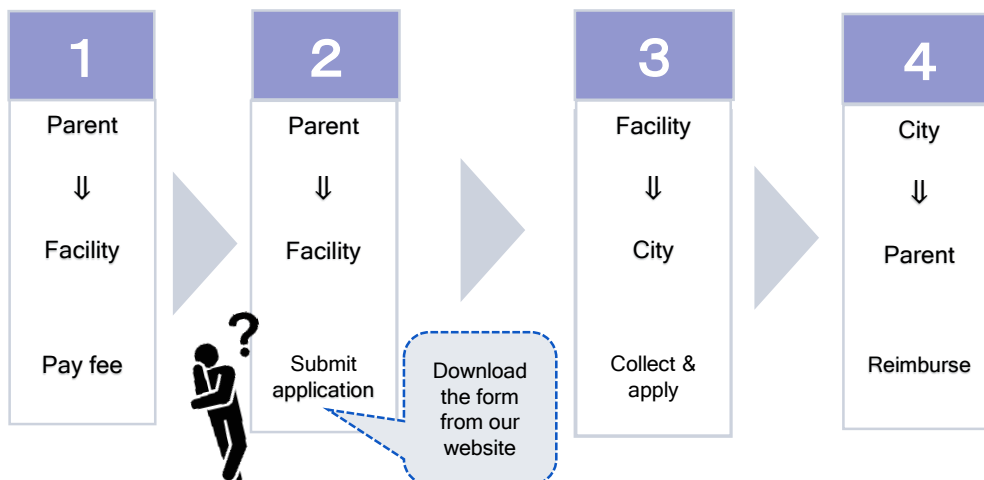 1
Parent
⇓
Facility
Pay fee
?
2
Parent
⇓
Facility
Submit
application
Download
the form
from our
website
3
Facility
⇓
City
Collect &
apply
4
City
⇓
Parent
Reimburse